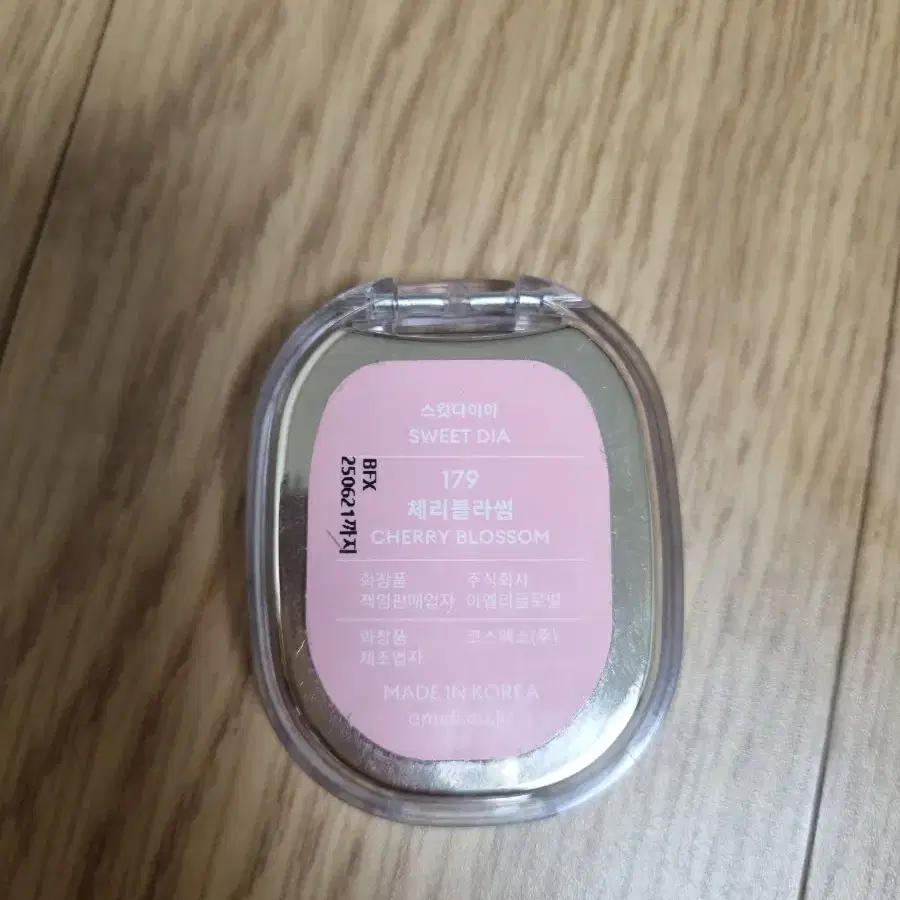 스윗다이아
SWEET DIA
179
체리블라썸
CHERRY BLOSSOM
화장품 주식회사
책임판매업자 아엘리글로벌
화장품 코스메소(주)
제조업자
MADE IN KOREA
BFX
250621까지